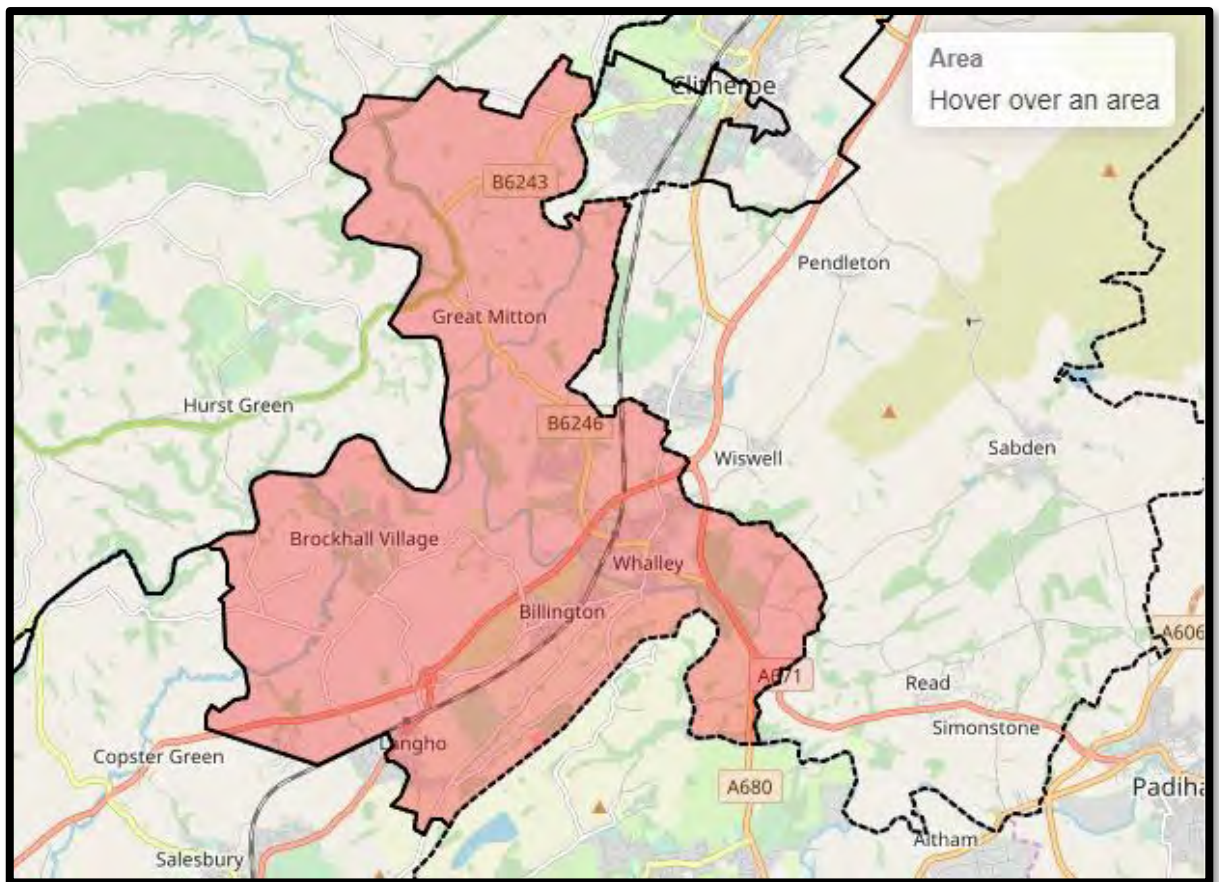 Area
Hover over an area
Clitheroe
B6243
Pendleton
Great Mitton
Hurst Green
B6246
Wiswell
Sabden
Brockhall Village
Whalley
Billington
A606
A671
Read
Simonstone
Langho
Copster Green
A680
Padiha
Altham
Salesbury